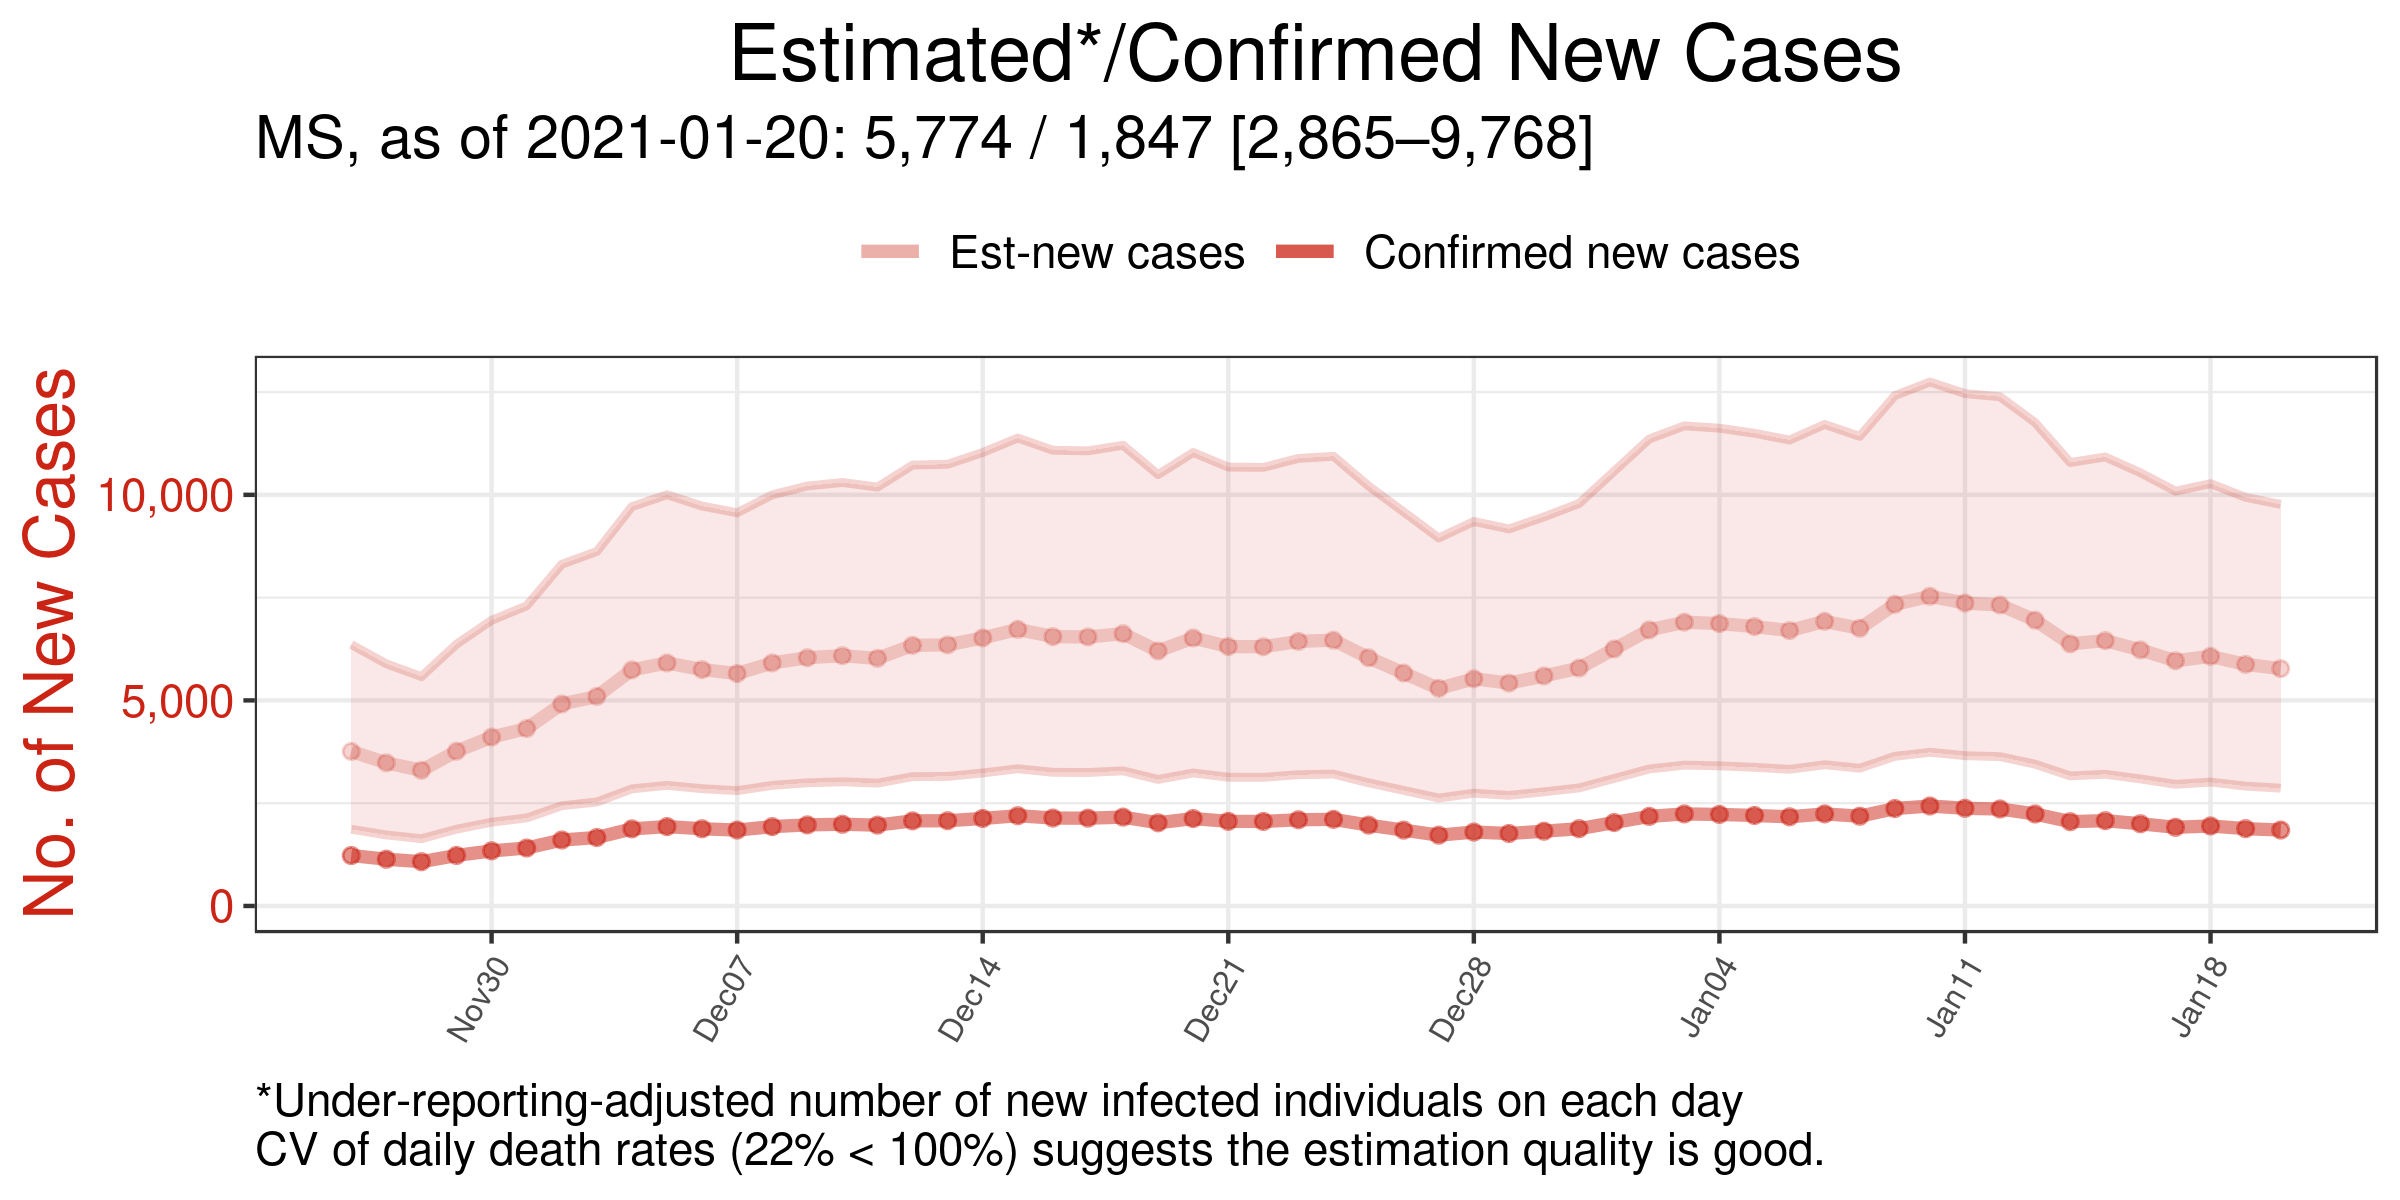 Estimated*/Confirmed New Cases
MS, as of 2021-01-20: 5,774 / 1,847 [2,865–9,768]
Est-new cases
Confirmed new cases
No. of New Cases
10,000
5,000
0
Nov30
Dec07
Dec14
Dec21
Dec28
Jan04
Jan11
Jan18
*Under-reporting-adjusted number of new infected individuals on each day
CV of daily death rates (22% < 100%) suggests the estimation quality is good.